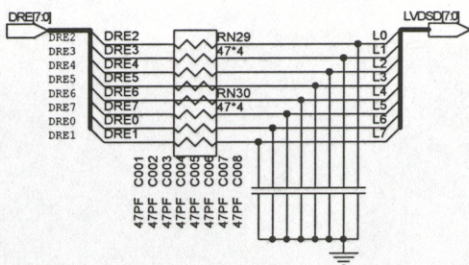 DRE[7:0]
LVDSD[7:0]
DRE2 DRE2 RN29 L0
DRE3 DRE3 47*4 L1
DRE4 DRE4 L2
DRE5 DRE5 L3
DRE6 DRE6 RN30 L4
DRE7 DRE7 47*4 L5
DRE0 DRE0 L6
DRE1 DRE1 L7
47PF C001
47PF C002
47PF C003
47PF C004
47PF C005
47PF C006
47PF C007
47PF C008